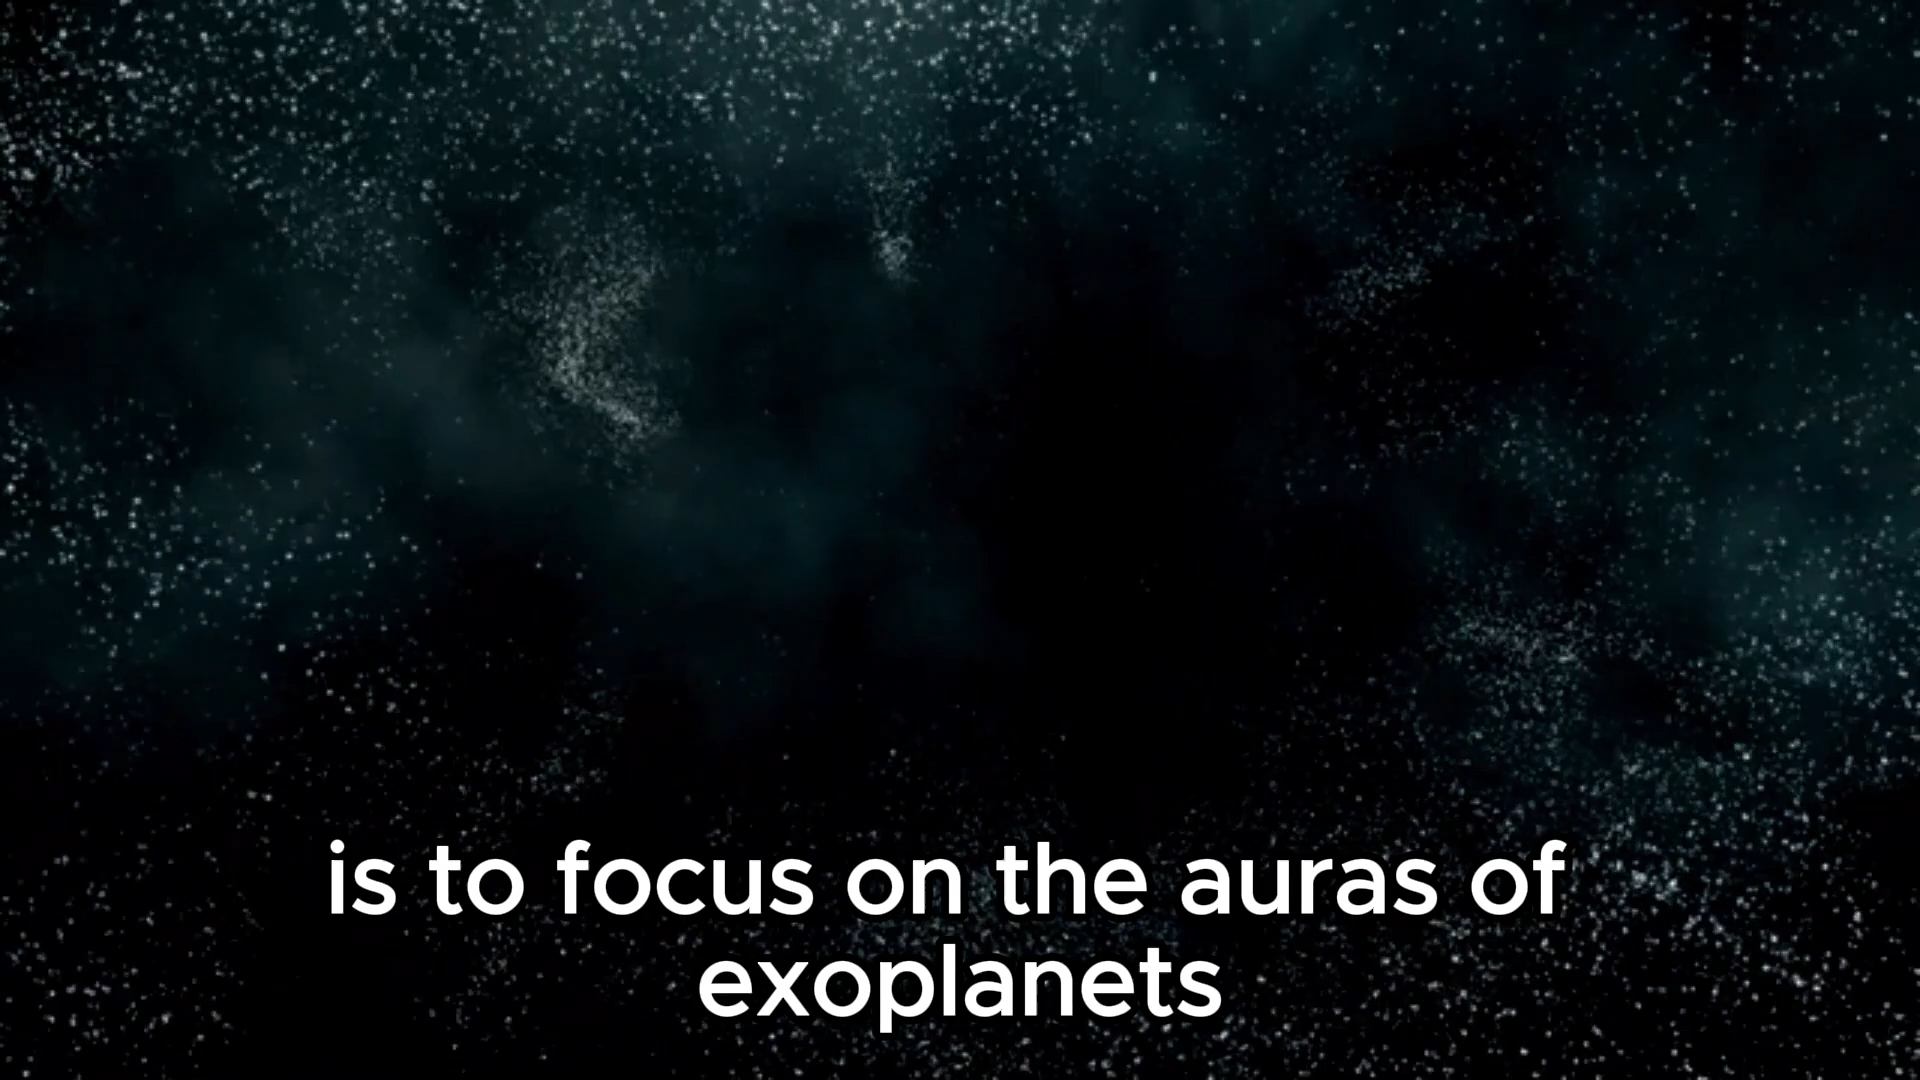 is to focus on the auras of
exoplanets